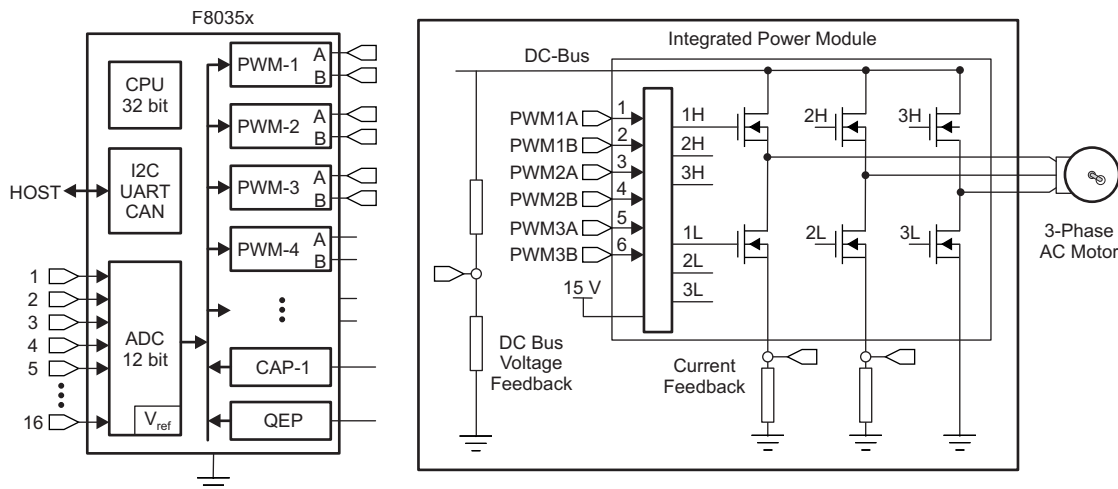 F8035x
CPU
32 bit
I2C
UART
CAN
HOST
1
2
3
4
5
16
ADC
12 bit
Vref
PWM-1
A
B
PWM-2
A
B
PWM-3
A
B
PWM-4
A
B
CAP-1
QEP
Integrated Power Module
DC-Bus
PWM1A
PWM1B
PWM2A
PWM2B
PWM3A
PWM3B
1
2
3
4
5
6
15 V
1H
2H
3H
1L
2L
3L
2H
3H
2L
3L
DC Bus
Voltage
Feedback
Current
Feedback
3-Phase
AC Motor